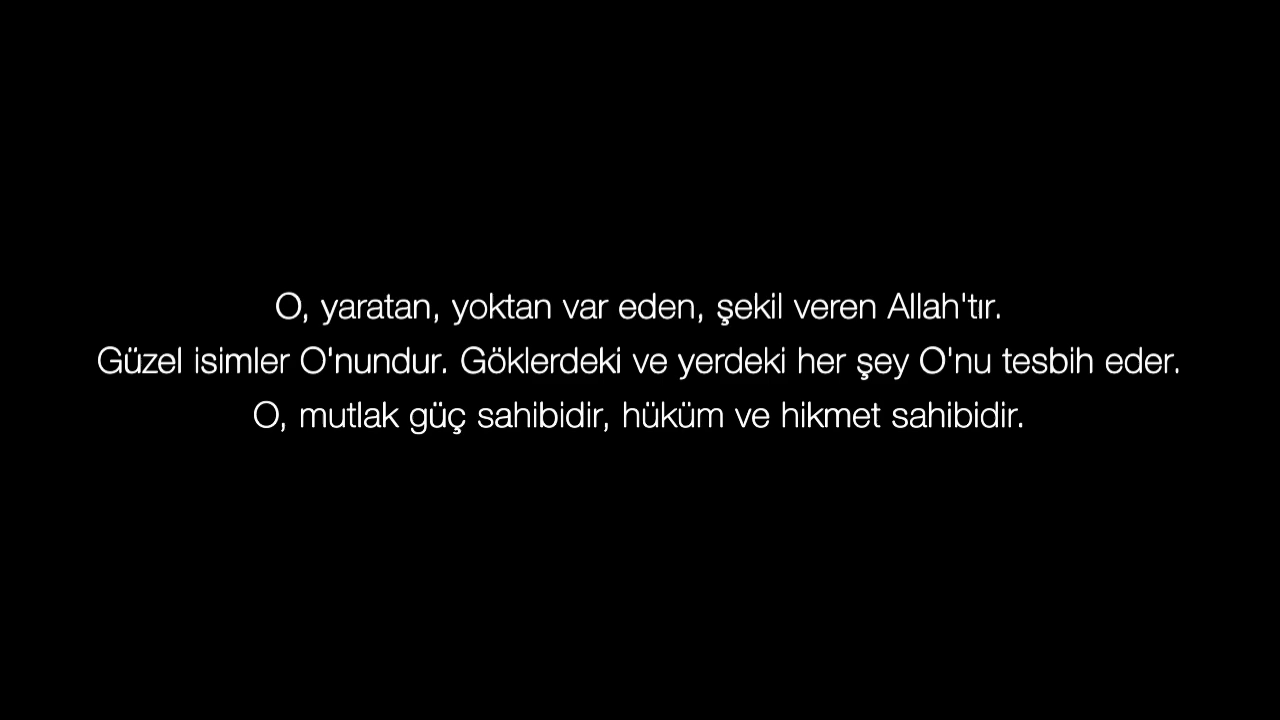 O, yaratan, yoktan var eden, şekil veren Allah'tır.
Güzel isimler O'nundur. Göklerdeki ve yerdeki her şey O'nu tesbih eder.
O, mutlak güç sahibidir, hüküm ve hikmet sahibidir.